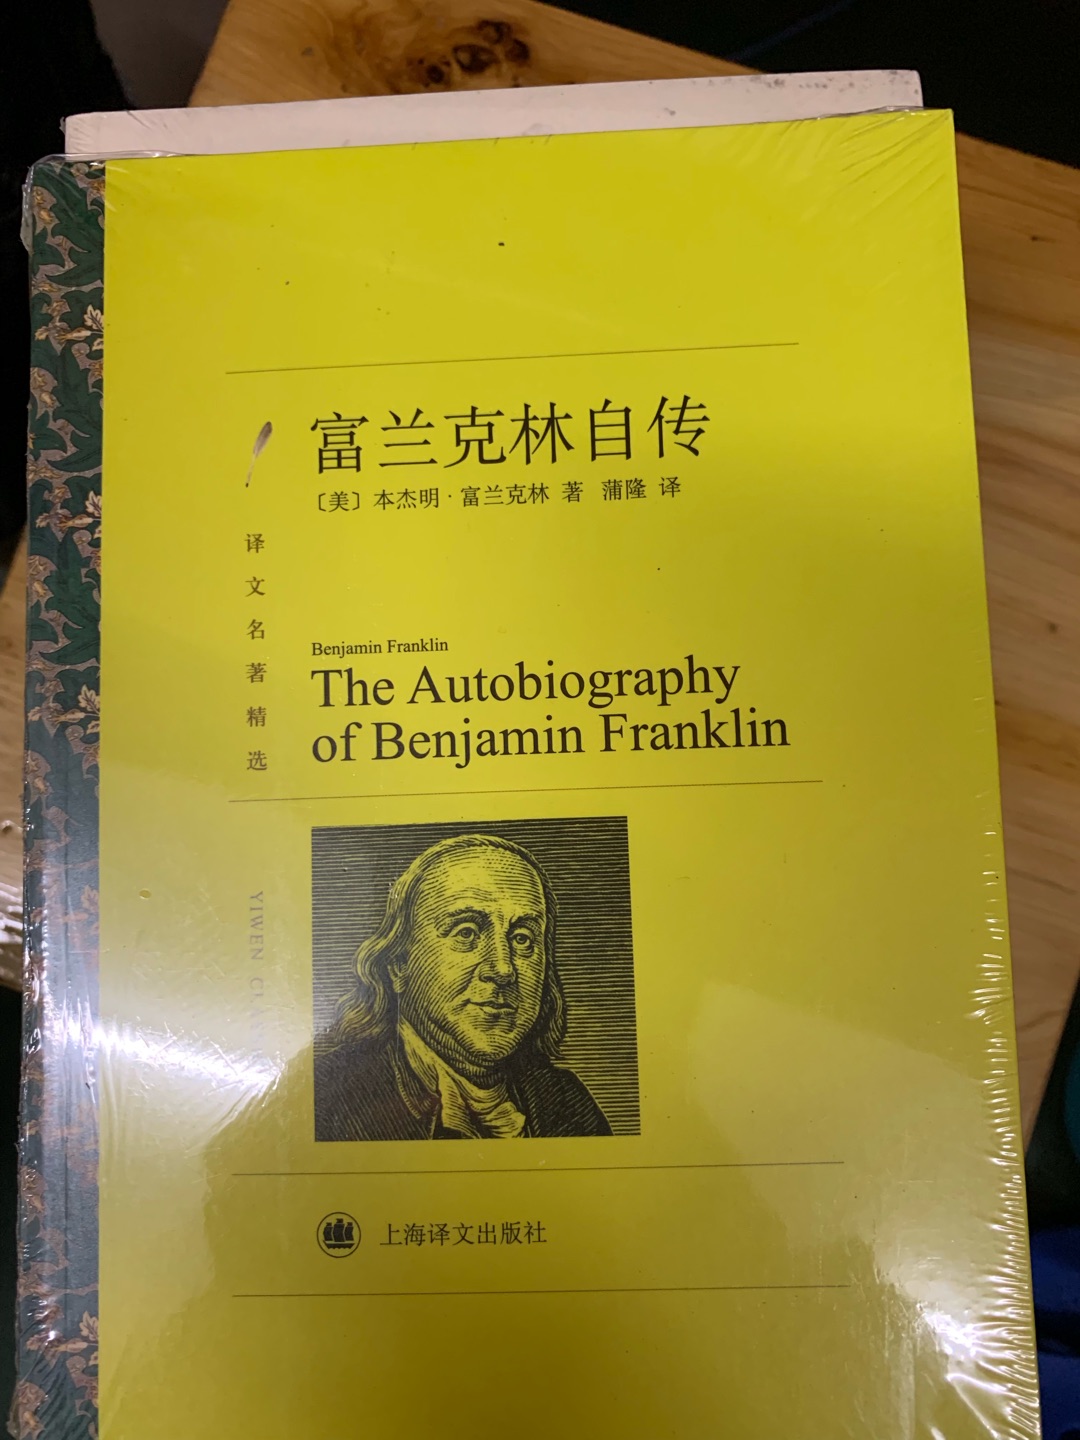 富兰克林自传
〔美〕本杰明·富兰克林 著 蒲隆 译
译文名著精选
Benjamin Franklin
The Autobiography
of Benjamin Franklin
YIWEN
上海译文出版社